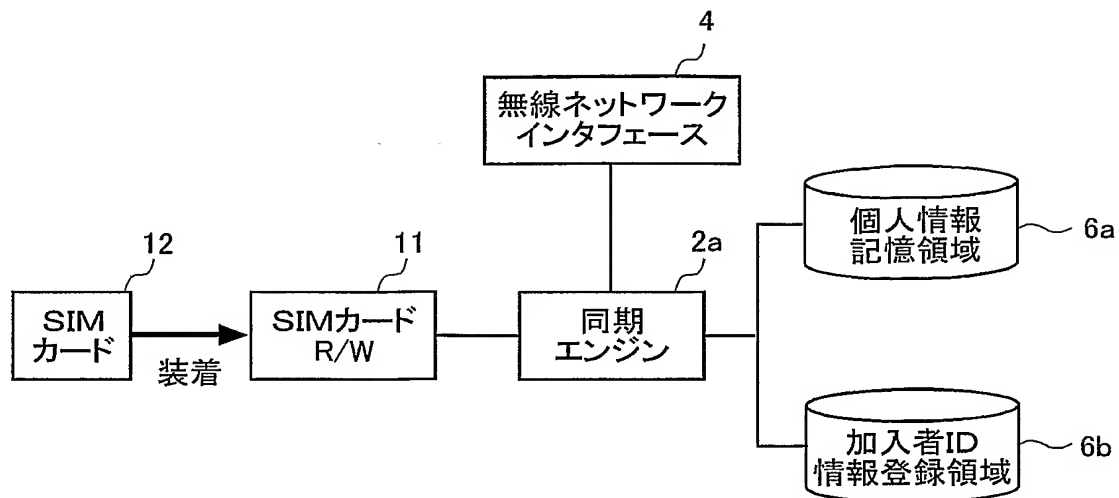 4
無線ネットワーク
インタフェース
個人情報
記憶領域
6a
12
11
2a
SIM
カード
装着
SIMカード
R/W
同期
エンジン
加入者ID
情報登録領域
6b